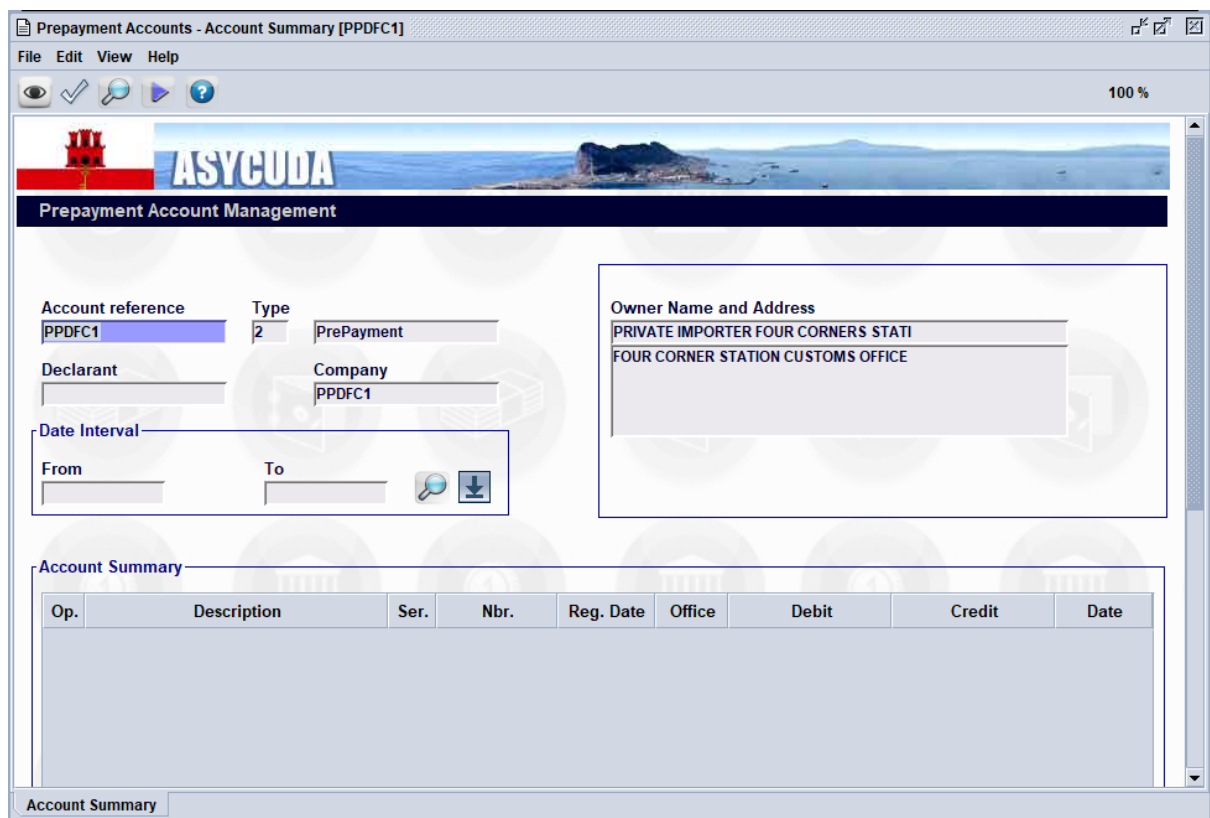 Prepayment Accounts - Account Summary [PPDFC1]
File Edit View Help
100 %
ASYCUDA
Prepayment Account Management
Account reference Type
PPDFC1 2 PrePayment
Declarant Company
PPDFC1
Owner Name and Address
PRIVATE IMPORTER FOUR CORNERS STATI
FOUR CORNER STATION CUSTOMS OFFICE
Date Interval
From To
Account Summary
Op. Description Ser. Nbr. Reg. Date Office Debit Credit Date
Account Summary